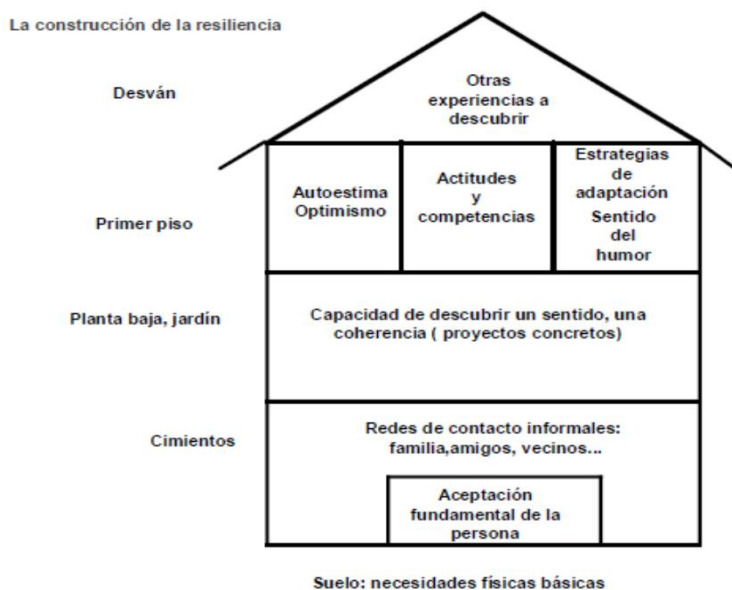 La construcción de la resiliencia
Desván
Otras
experiencias a
descubrir
Primer piso
Autoestima
Optimismo
Actitudes
y
competencias
Estrategias
de
adaptación
Sentido
del
humor
Planta baja, jardín
Capacidad de descubrir un sentido, una
coherencia ( proyectos concretos)
Cimientos
Redes de contacto informales:
familia,amigos, vecinos...
Aceptación
fundamental de la
persona
Suelo: necesidades físicas básicas